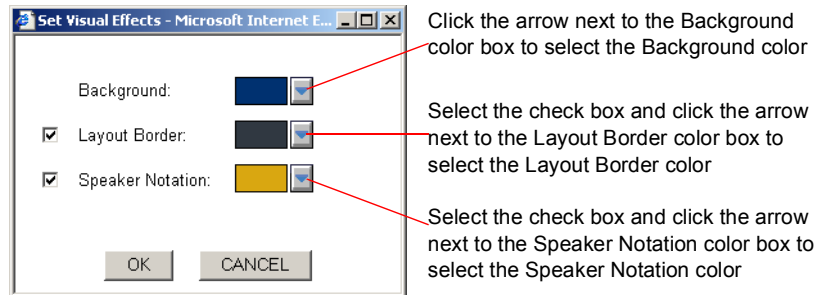 Set Visual Effects - Microsoft Internet E...
Background:
Layout Border:
Speaker Notation:
OK CANCEL
Click the arrow next to the Background
color box to select the Background color
Select the check box and click the arrow
next to the Layout Border color box to
select the Layout Border color
Select the check box and click the arrow
next to the Speaker Notation color box to
select the Speaker Notation color